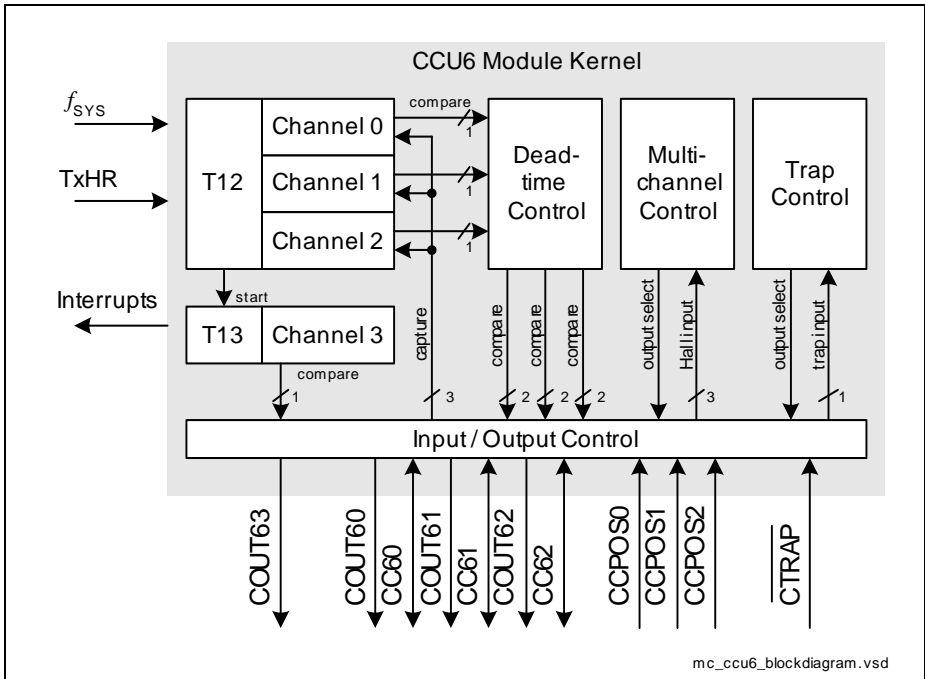 CCU6 Module Kernel
fSYS
TxHR
Interrupts
T12
Channel 0
Channel 1
Channel 2
compare
1
1
1
Dead-
time
Control
Multi-
channel
Control
Trap
Control
start
T13
Channel 3
compare
1
capture
3
compare
2
compare
2
compare
2
output select
Hall input
3
output select
trap input
1
Input / Output Control
COUT63
COUT60
CC60
COUT61
CC61
COUT62
CC62
CCPOS0
CCPOS1
CCPOS2
CTRAP
mc_ccu6_blockdiagram.vsd